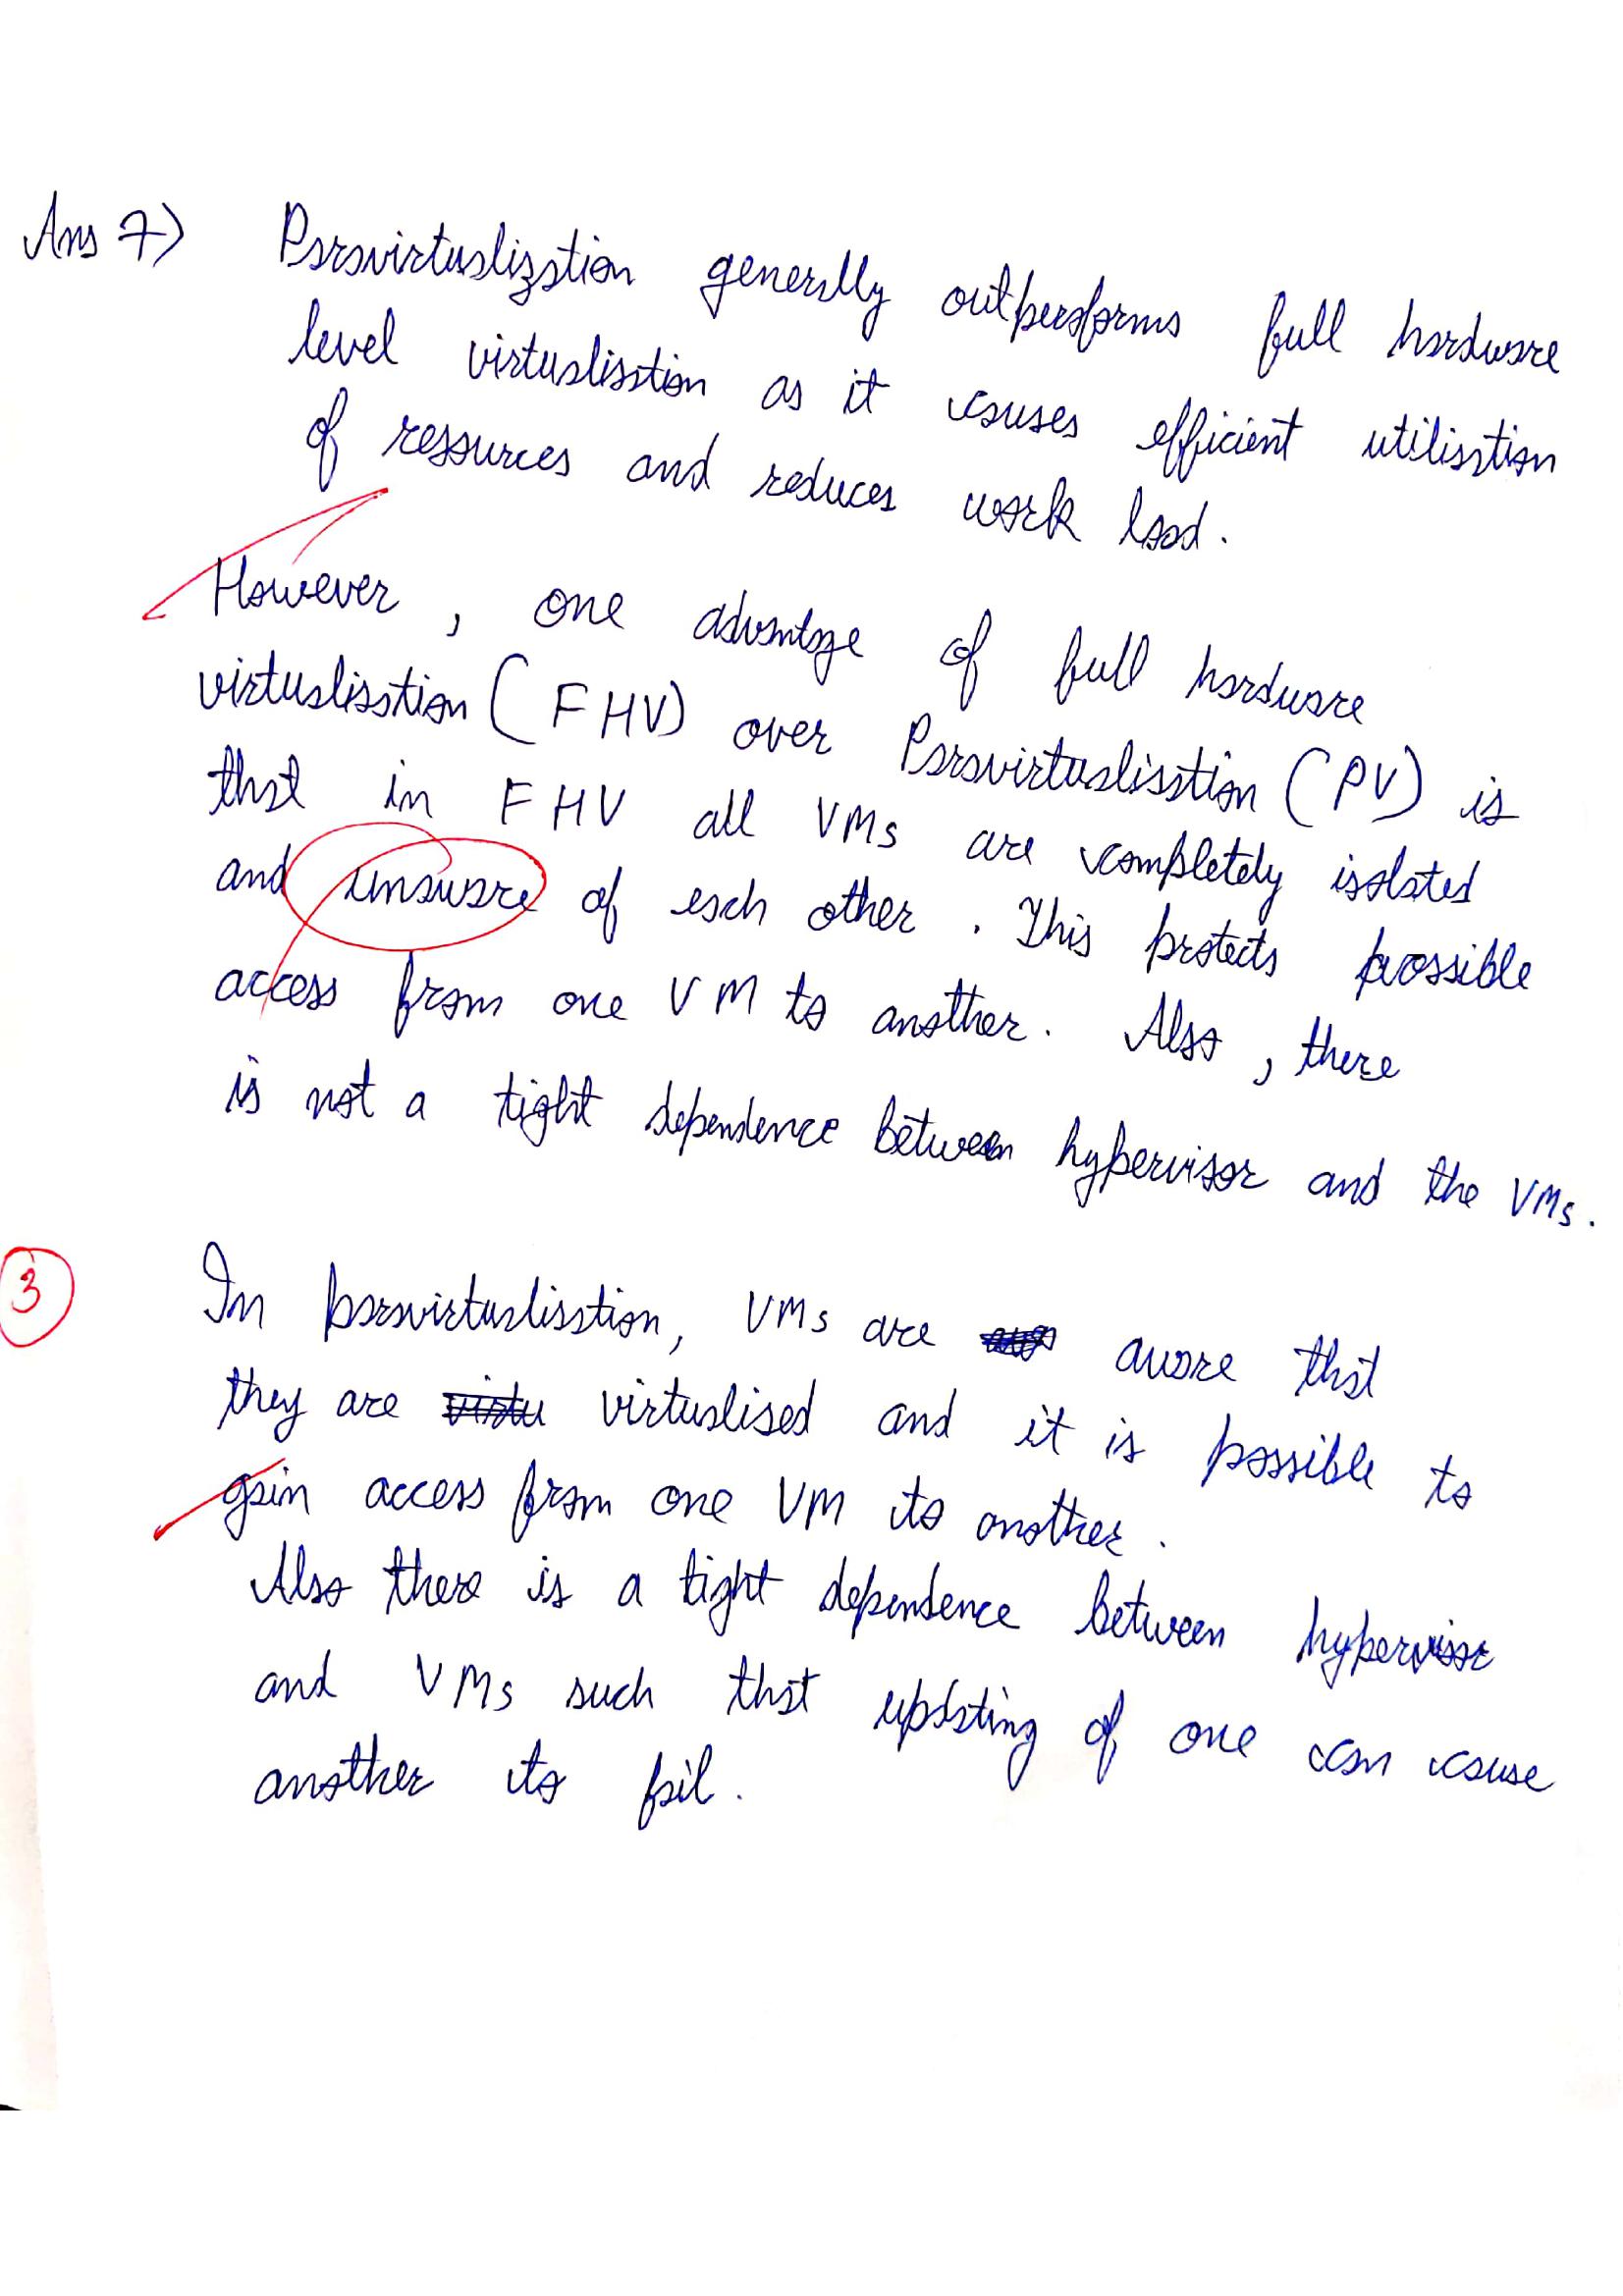 Ans 7) Paravirtualization generally outperforms full hardware
level virtualisation as it causes efficient utilisation
of resources and reduces work load.
However, one advantage of full hardware
virtualisation (FHV) over Paravirtualisation (PV) is
that in FHV all VMs are completely isolated
and unaware of each other. This protects possible
access from one VM to another. Also, there
is not a tight dependence between hypervisor and the VMs.
3
In paravirtualisation, VMs are aware that
they are virtu virtualised and it is possible to
gain access from one VM to another.
Also there is a tight dependence between hypervisor
and VMs such that updating of one can cause
another to fail.